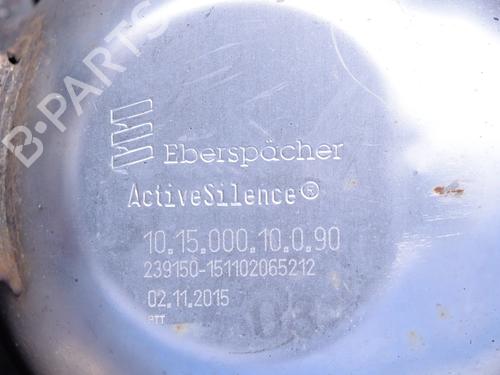 B-PARTS
Eberspächer
ActiveSilence®
10.15.000.10.0.90
239150-151102065212
02.11.2015